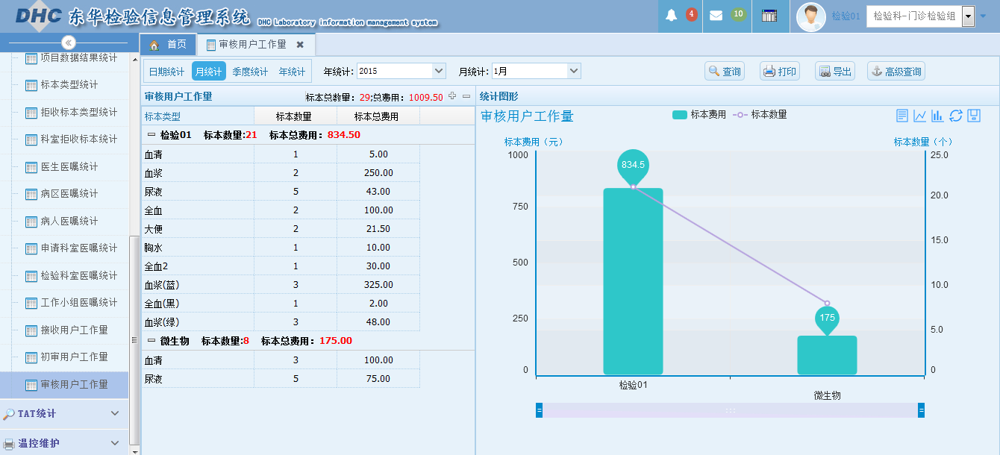 DHC 东华检验信息管理系统 DHC Laboratory information management system
4 10 检验01 检验科-门诊检验组
首页 审核用户工作量
项目数据结果统计
标本类型统计
拒收标本类型统计
科室拒收标本统计
医生医嘱统计
病区医嘱统计
病人医嘱统计
申请科室医嘱统计
检验科室医嘱统计
工作小组医嘱统计
接收用户工作量
初审用户工作量
审核用户工作量
TAT统计
温控维护
日期统计 月统计 季度统计 年统计 年统计: 2015 月统计: 1月 查询 打印 导出 高级查询
审核用户工作量 标本总数量: 29;总费用: 1009.50
标本类型 标本数量 标本总费用
检验01 标本数量:21 标本总费用: 834.50
血清 1 5.00
血浆 2 250.00
尿液 5 43.00
全血 2 100.00
大便 2 21.50
胸水 1 10.00
全血2 1 30.00
血浆(蓝) 3 325.00
全血(黑) 1 2.00
血浆(绿) 3 48.00
微生物 标本数量:8 标本总费用: 175.00
血清 3 100.00
尿液 5 75.00
统计图形
审核用户工作量
标本费用 标本数量
标本费用（元） 标本数量（个）
1000 25.0
834.5
750 20.0
15.0
500
10.0
250 175
5.0
0 0
检验01
微生物